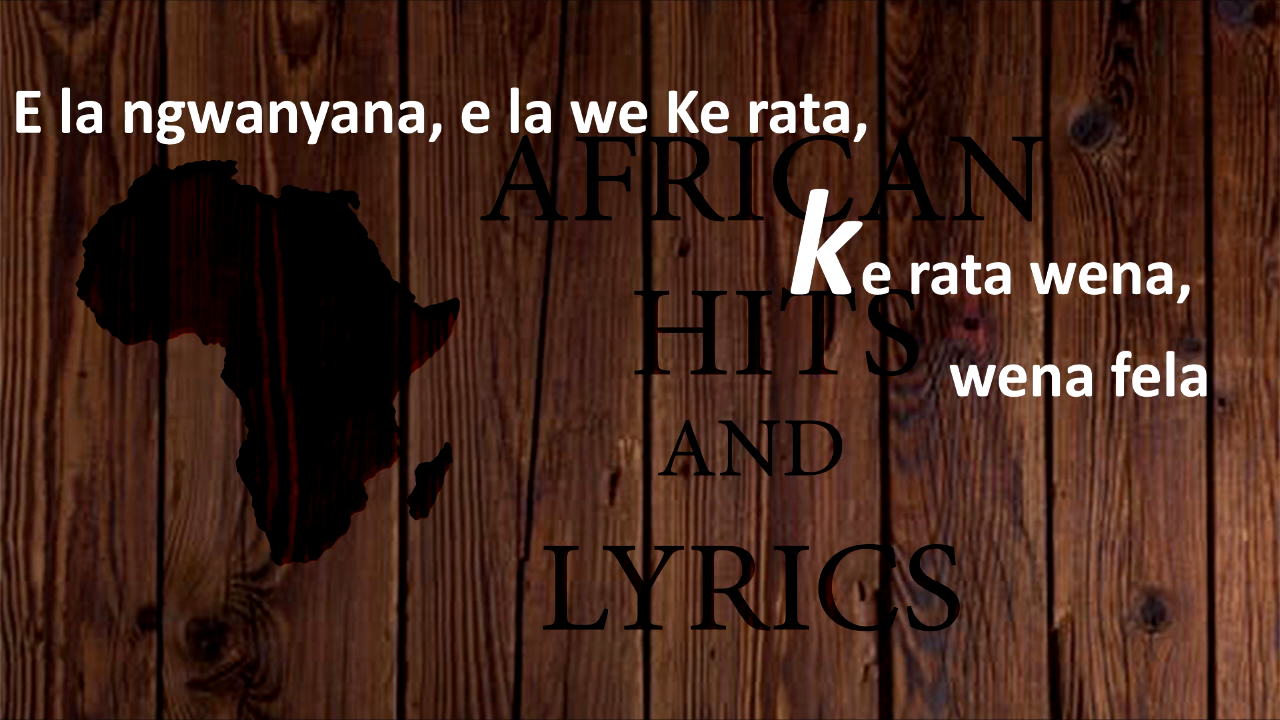 E la ngwanyana, e la we Ke rata,
AFRICAN
ke rata wena,
HITS
wena fela
AND
LYRICS